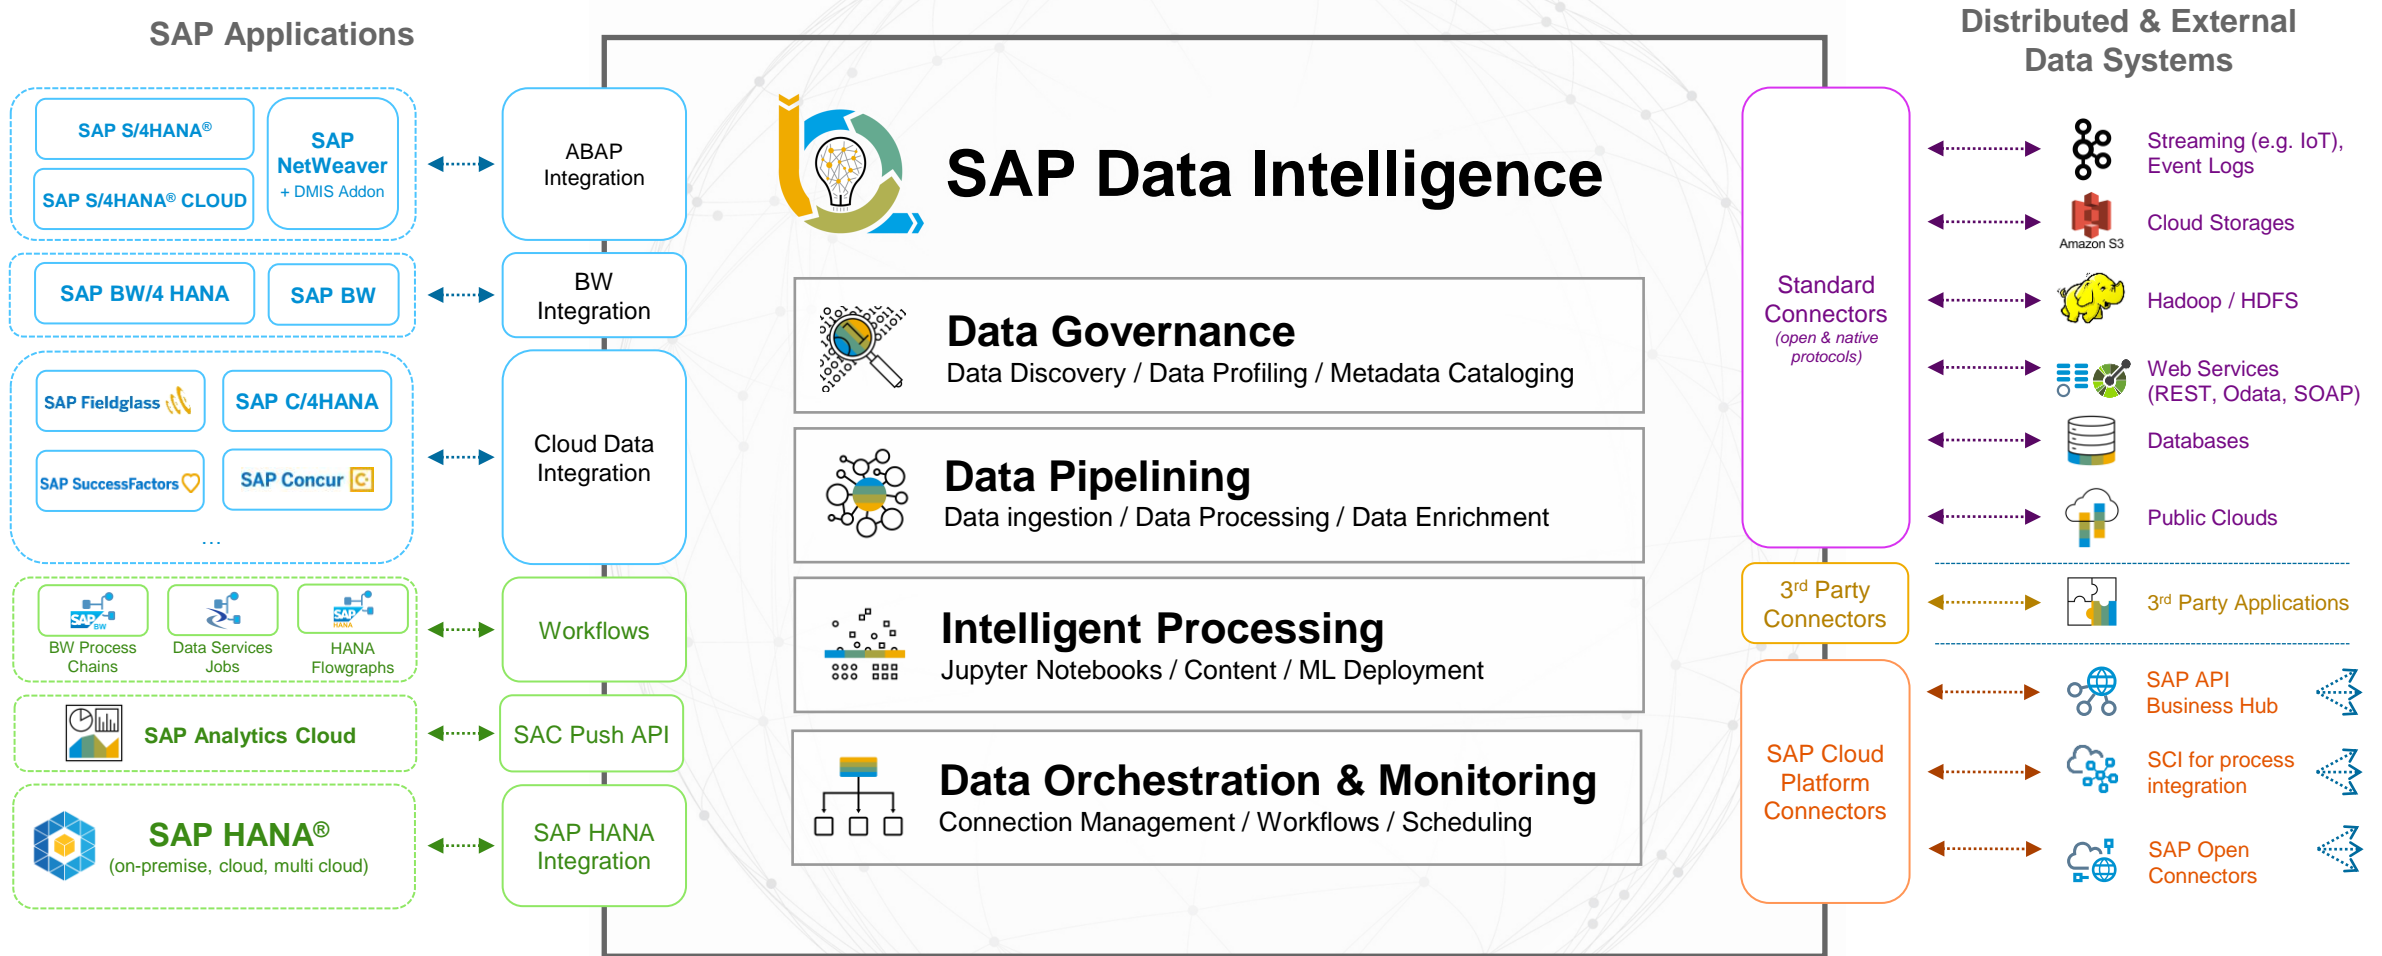 SAP Applications
SAP S/4HANA®
SAP S/4HANA® CLOUD
SAP
NetWeaver
+ DMIS Addon
ABAP
Integration
SAP BW/4 HANA
SAP BW
BW
Integration
SAP Fieldglass
SAP C/4HANA
SAP SuccessFactors
SAP Concur C
...
Cloud Data
Integration
SAP BW
BW Process
Chains
Data Services
Jobs
SAP HANA
HANA
Flowgraphs
Workflows
SAP Analytics Cloud
SAC Push API
SAP HANA®
(on-premise, cloud, multi cloud)
SAP HANA
Integration
SAP Data Intelligence
Data Governance
Data Discovery / Data Profiling / Metadata Cataloging
Data Pipelining
Data ingestion / Data Processing / Data Enrichment
Intelligent Processing
Jupyter Notebooks / Content / ML Deployment
Data Orchestration & Monitoring
Connection Management / Workflows / Scheduling
Distributed & External
Data Systems
Standard
Connectors
(open & native
protocols)
Streaming (e.g. IoT),
Event Logs
Amazon S3
Cloud Storages
Hadoop / HDFS
Web Services
(REST, Odata, SOAP)
Databases
Public Clouds
3rd Party
Connectors
3rd Party Applications
SAP Cloud
Platform
Connectors
SAP API
Business Hub
SCI for process
integration
SAP Open
Connectors